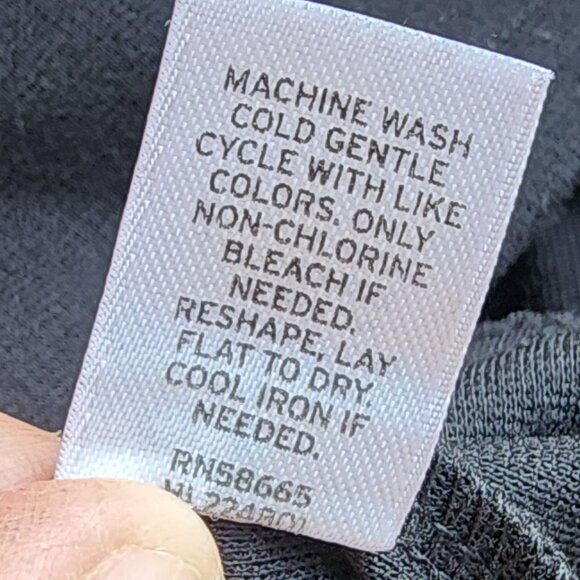 MACHINE WASH
COLD GENTLE
CYCLE WITH LIKE
COLORS. ONLY
NON-CHLORINE
BLEACH IF
NEEDED.
RESHAPE, LAY
FLAT TO DRY.
COOL IRON IF
NEEDED.
RN58665